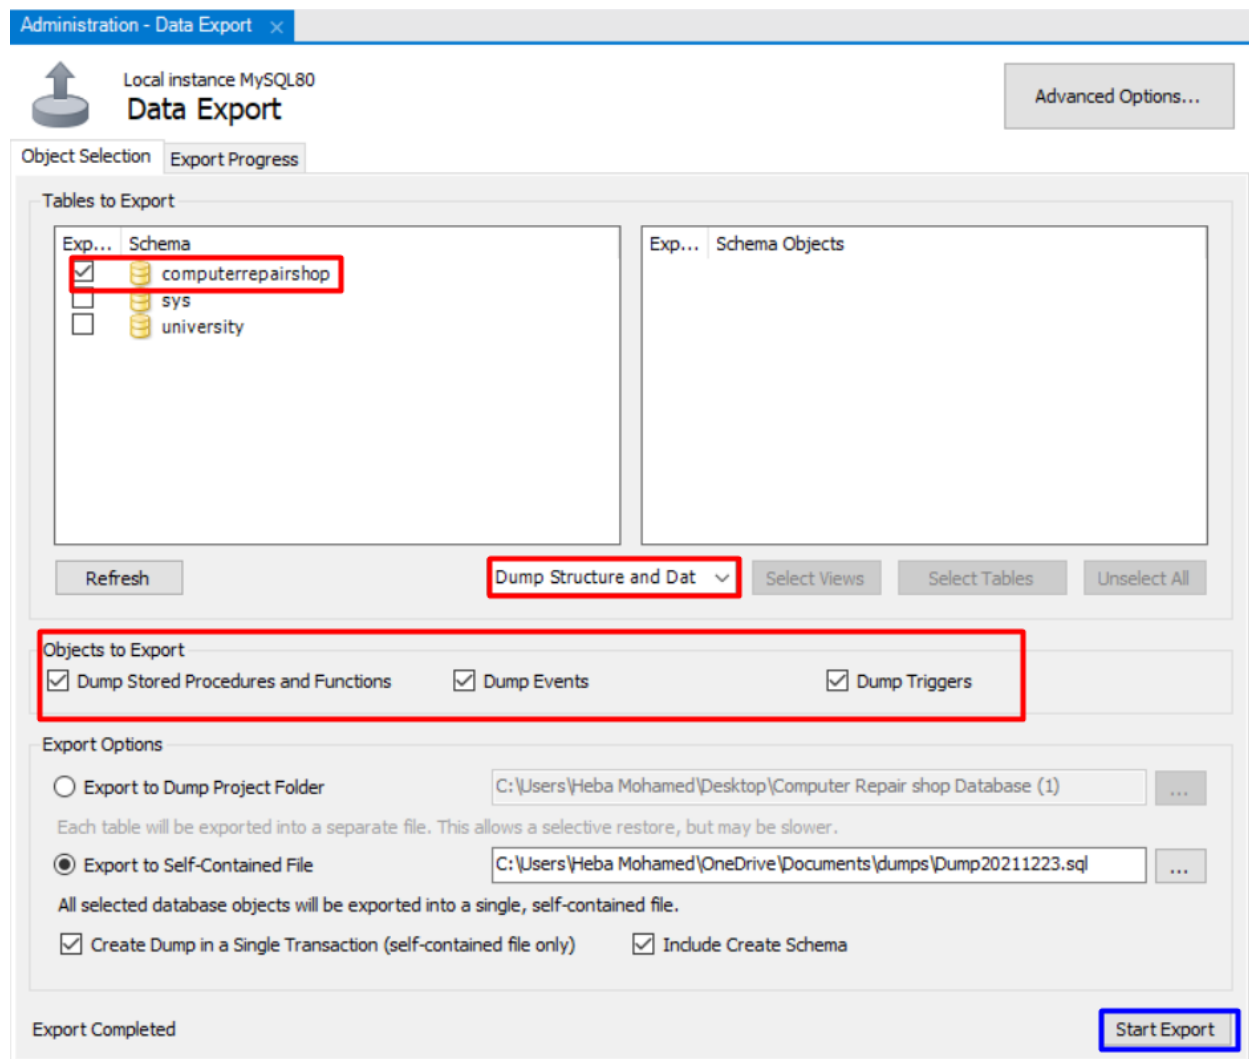 Administration - Data Export
Local instance MySQL80
Data Export
Advanced Options...
Object Selection
Export Progress
Tables to Export
Exp... Schema
computerrepairshop
sys
university
Exp... Schema Objects
Refresh
Dump Structure and Dat
Select Views
Select Tables
Unselect All
Objects to Export
Dump Stored Procedures and Functions
Dump Events
Dump Triggers
Export Options
Export to Dump Project Folder
C:\Users\Heba Mohamed\Desktop\Computer Repair shop Database (1)
...
Each table will be exported into a separate file. This allows a selective restore, but may be slower.
Export to Self-Contained File
C:\Users\Heba Mohamed\OneDrive\Documents\dumps\Dump20211223.sql
...
All selected database objects will be exported into a single, self-contained file.
Create Dump in a Single Transaction (self-contained file only)
Include Create Schema
Export Completed
Start Export